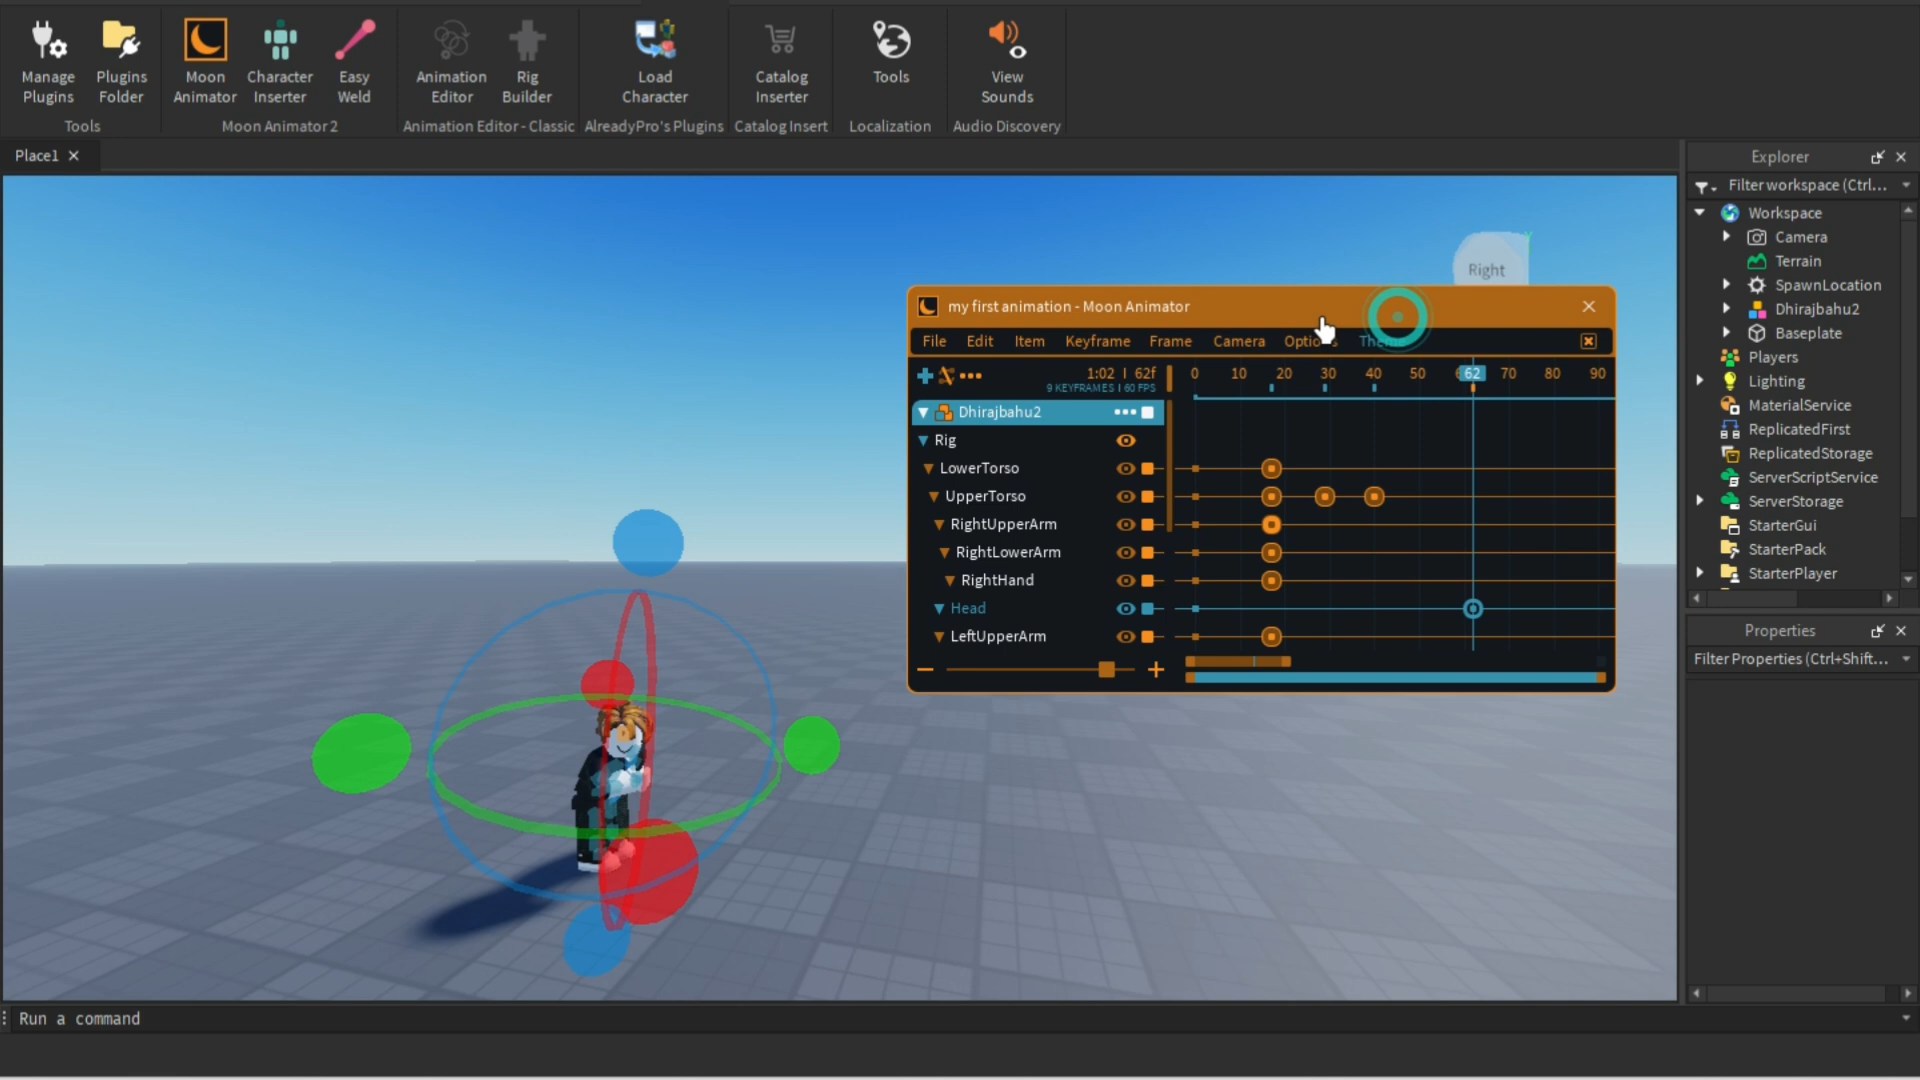 Manage Plugins
Plugins Folder
Moon Animator
Character Inserter
Easy Weld
Animation Editor
Rig Builder
Load Character
Catalog Inserter
Tools
View Sounds
Tools
Moon Animator 2
Animation Editor - Classic
AlreadyPro's Plugins
Catalog Insert
Localization
Audio Discovery
Place1
Right
my first animation - Moon Animator
File Edit Item Keyframe Frame Camera
1:02 | 62f
9 KEYFRAMES | 60 FPS
0 10 20 30 40 50 62 70 80 90
Dhirajbahu2
Rig
LowerTorso
UpperTorso
RightUpperArm
RightLowerArm
RightHand
Head
LeftUpperArm
Explorer
Filter workspace (Ctrl...
Workspace
Camera
Terrain
SpawnLocation
Dhirajbahu2
Baseplate
Players
Lighting
MaterialService
ReplicatedFirst
ReplicatedStorage
ServerScriptService
ServerStorage
StarterGui
StarterPack
StarterPlayer
Properties
Filter Properties (Ctrl+Shift...
Run a command